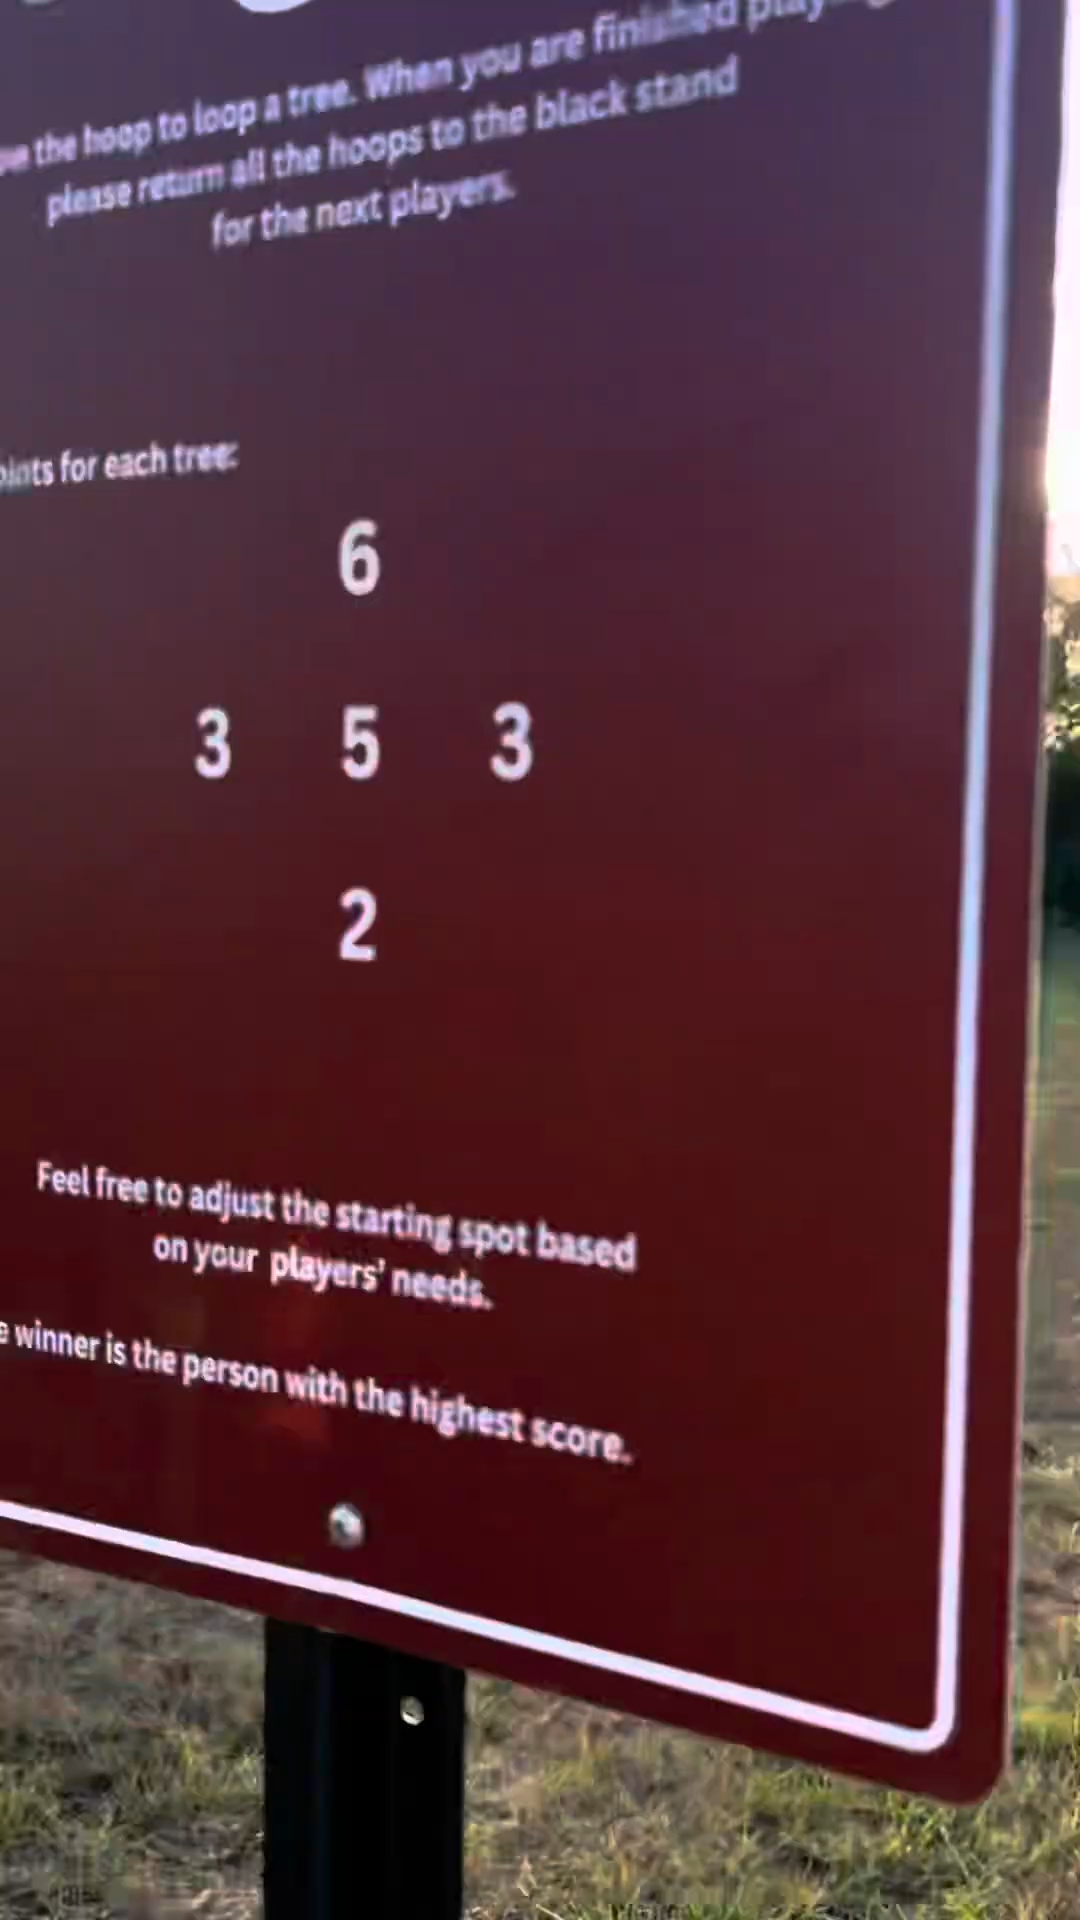 the hoop to loop a tree. When you are finished
please return all the hoops to the black stand
for the next players.
for each tree:
6
3 5 3
2
Feel free to adjust the starting spot based
on your players' needs.
winner is the person with the highest score.